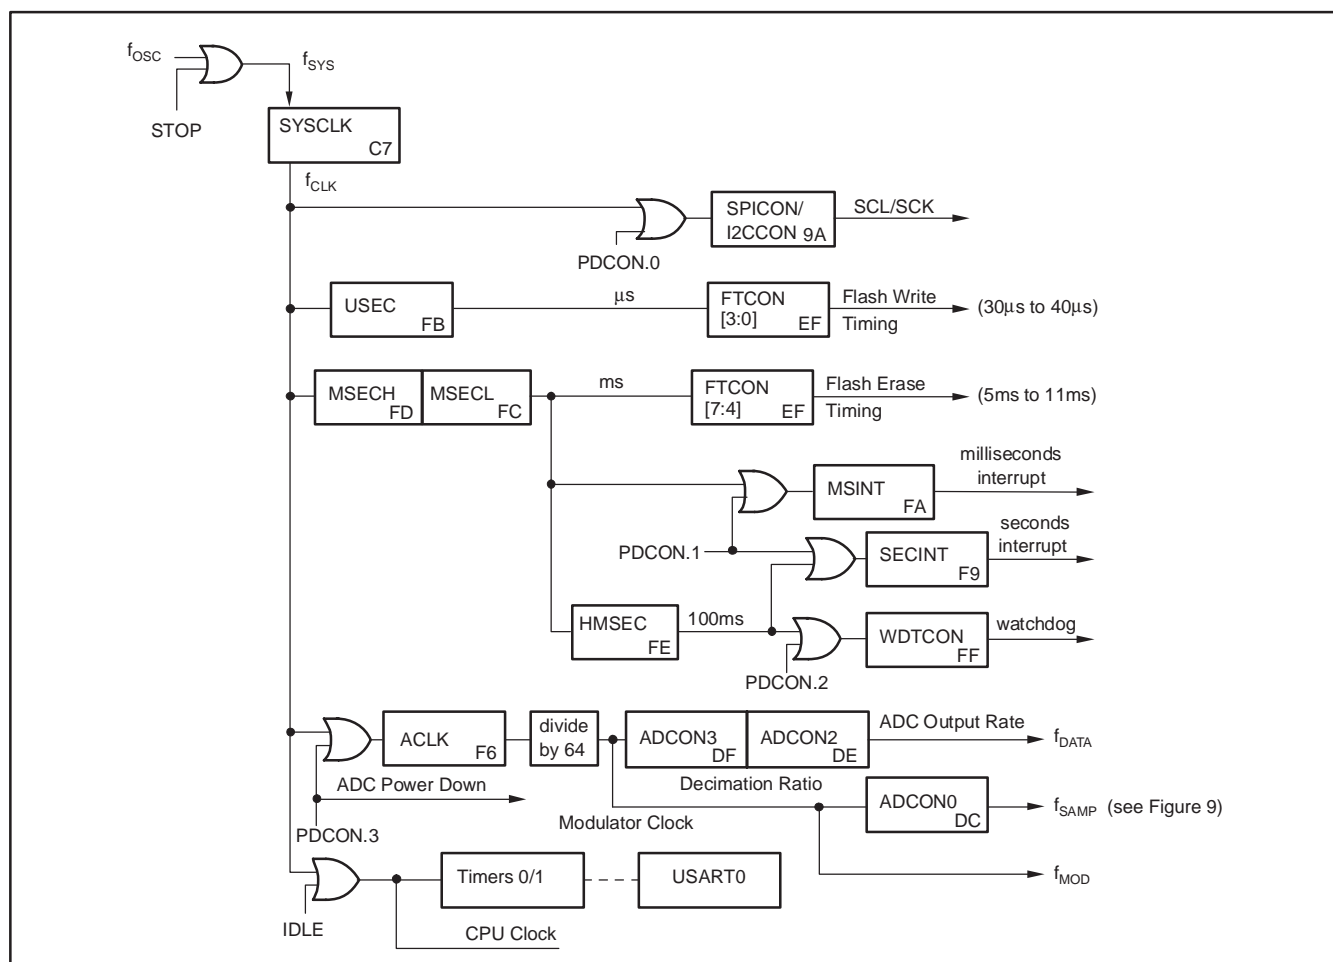 fOSC
fSYS
STOP
SYSCLK
C7
fCLK
SPICON/
I2CCON 9A
SCL/SCK
PDCON.0
USEC
FB
μs
FTCON
[3:0]
EF
Flash Write
Timing
(30μs to 40μs)
MSECH
FD
MSECL
FC
ms
FTCON
[7:4]
EF
Flash Erase
Timing
(5ms to 11ms)
milliseconds
interrupt
MSINT
FA
PDCON.1
seconds
interrupt
SECINT
F9
HMSEC
FE
100ms
WDTCON
FF
watchdog
PDCON.2
ACLK
F6
divide
by 64
ADCON3
DF
ADCON2
DE
ADC Output Rate
fDATA
ADC Power Down
Decimation Ratio
PDCON.3
Modulator Clock
ADCON0
DC
fSAMP (see Figure 9)
Timers 0/1
USART0
fMOD
IDLE
CPU Clock